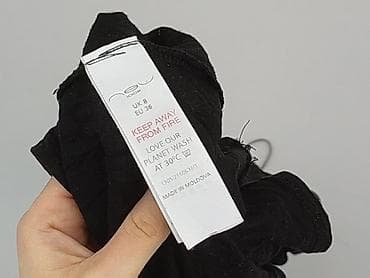 UK 8
EU 36
KEEP AWAY
FROM FIRE
LOVE OUR
PLANET WASH
AT 30°C
MADE IN MOLDOVA